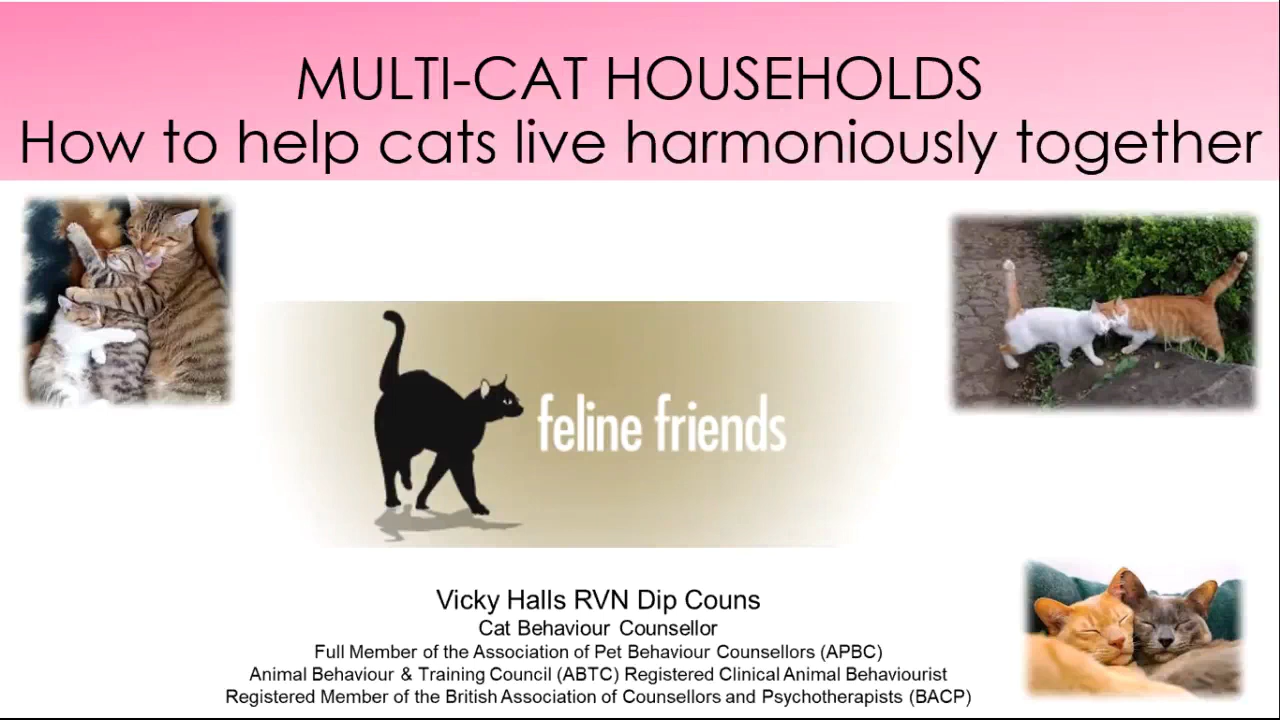 MULTI-CAT HOUSEHOLDS
How to help cats live harmoniously together
feline friends
Vicky Halls RVN Dip Couns
Cat Behaviour Counsellor
Full Member of the Association of Pet Behaviour Counsellors (APBC)
Animal Behaviour & Training Council (ABTC) Registered Clinical Animal Behaviourist
Registered Member of the British Association of Counsellors and Psychotherapists (BACP)